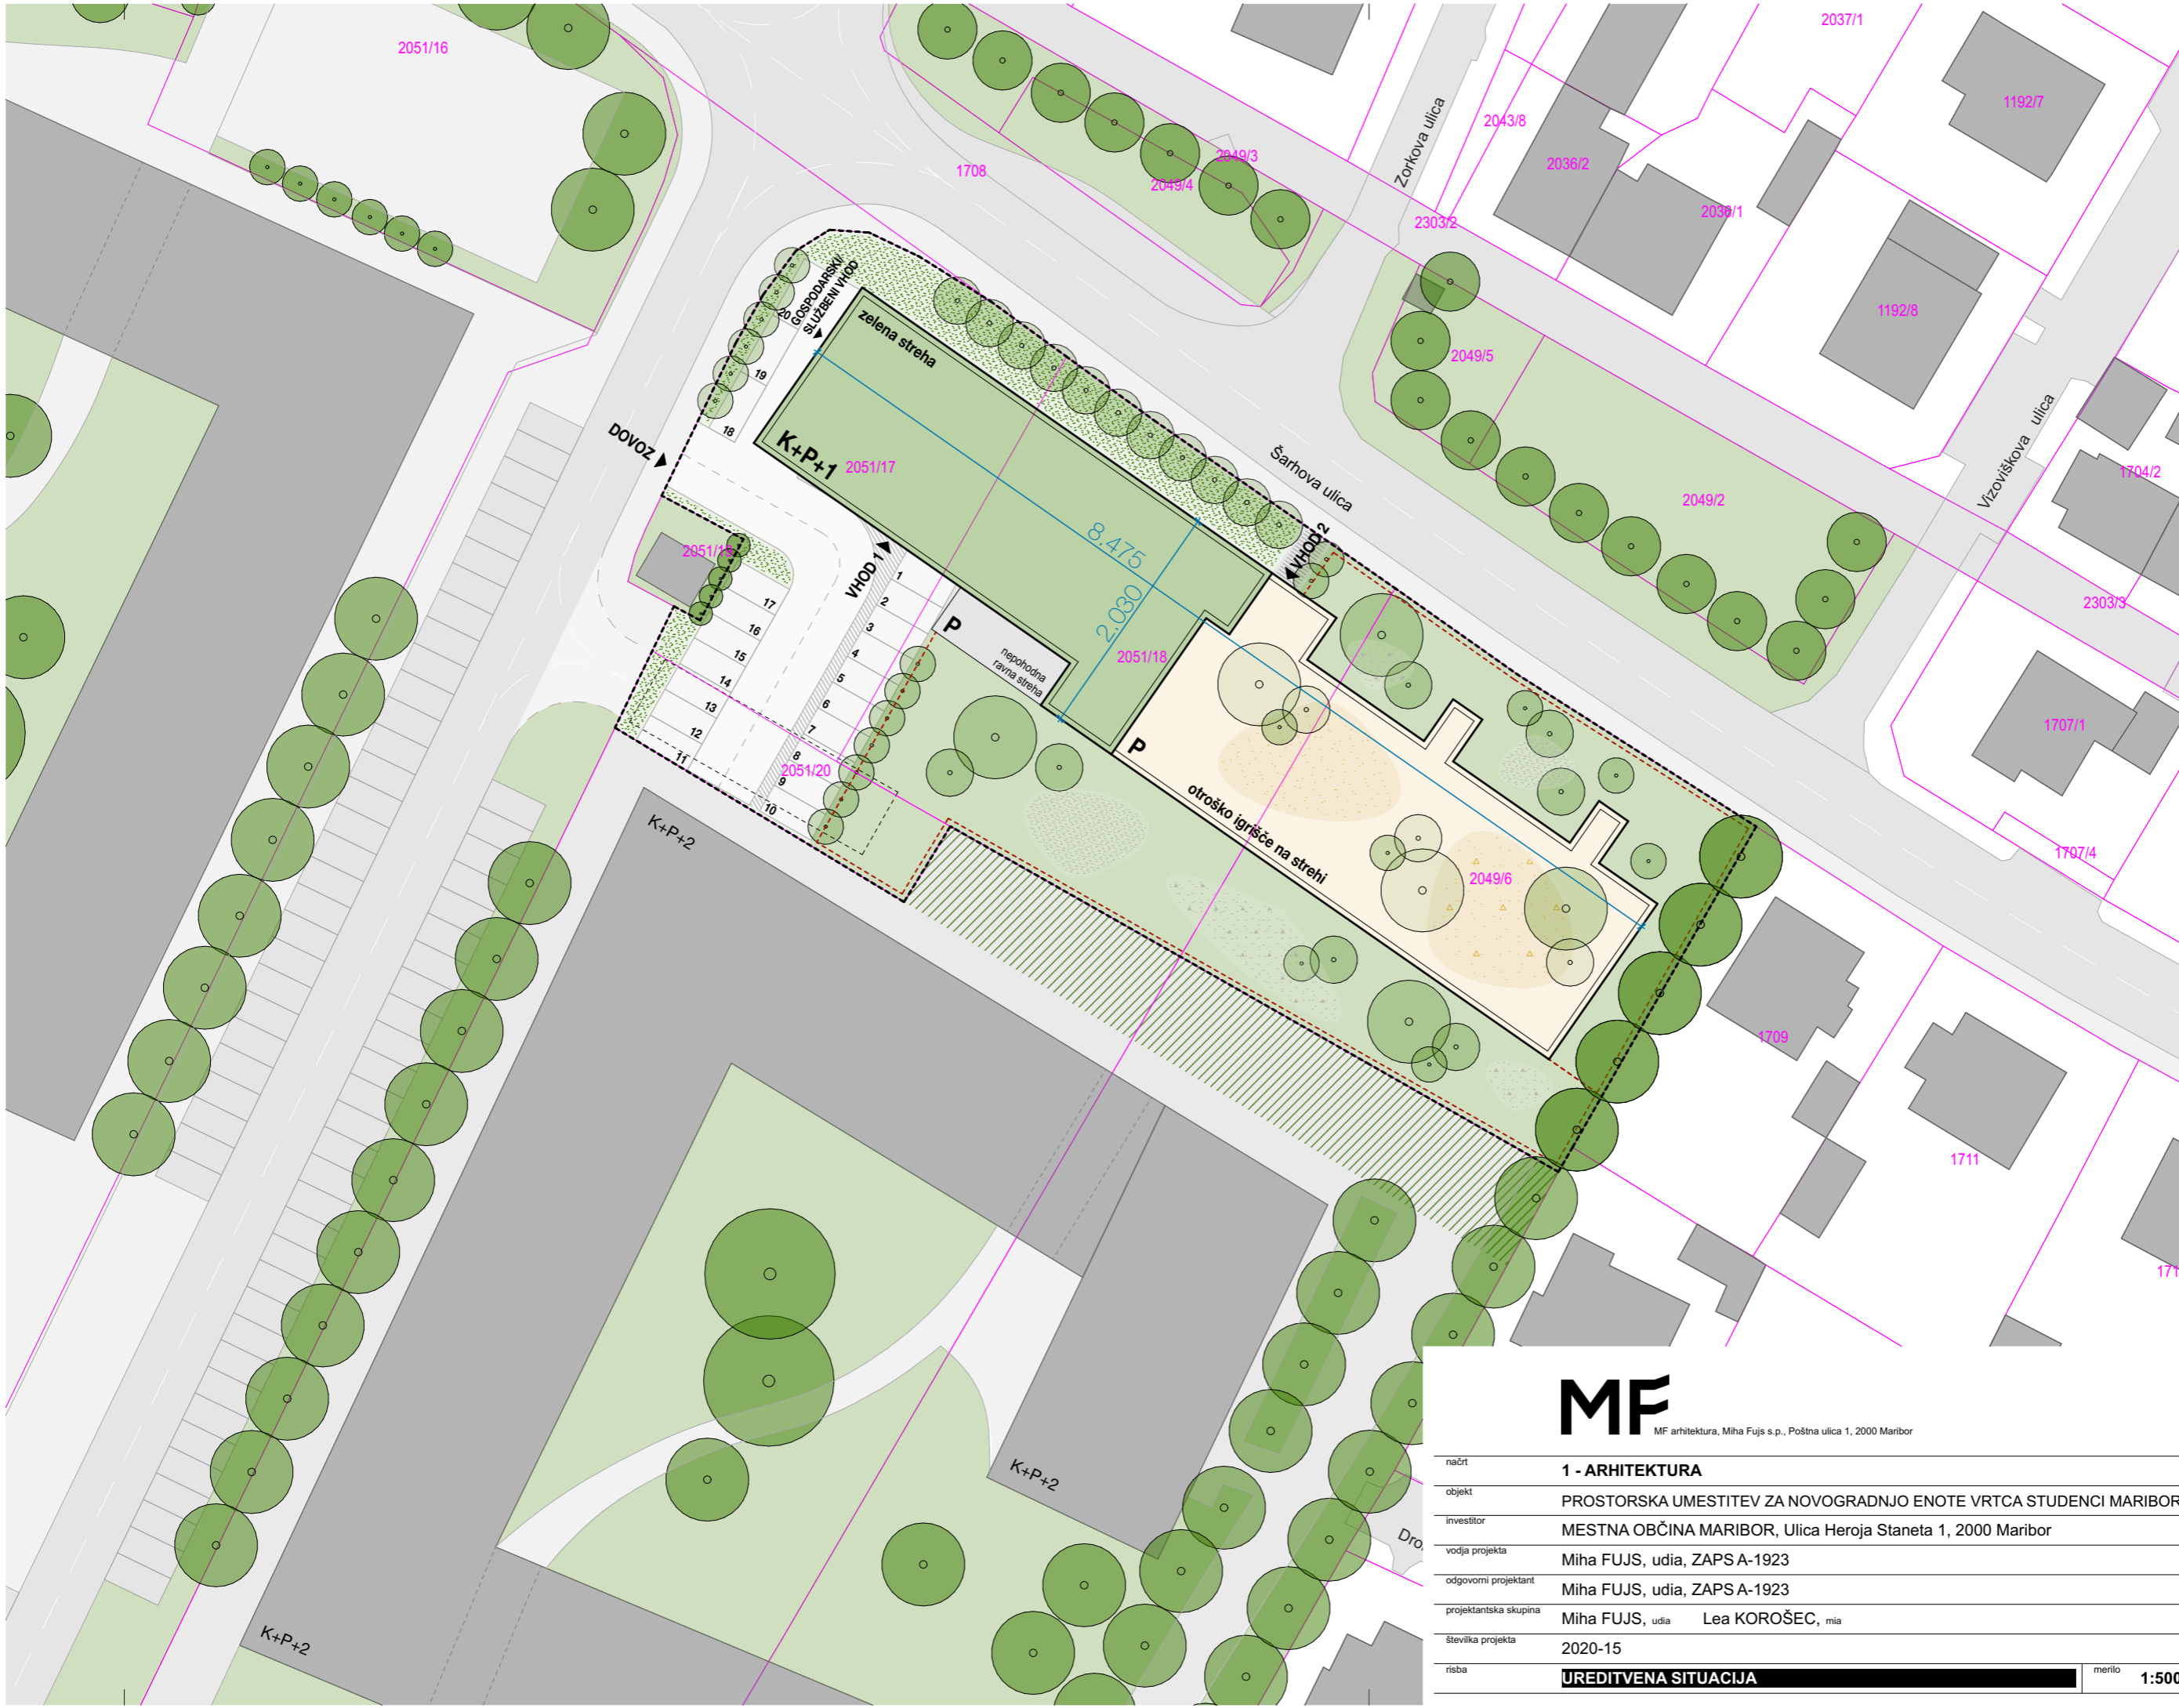 2051/16
2037/1
1192/7
2043/8
Zorkova ulica
2036/2
2049/3
2049/4
1708
2036/1
2303/2
1192/8
2049/5
GOSPODARSKI/
SLUŽBENI VHOD
20
19
18
zelena streha
K+P+1
2051/17
DOVOZ
Šarhova ulica
Vizoviškova ulica
1704/2
2049/2
2303/3
VHOD 2
8.475
2.030
2051/18
2051/19
VHOD 1
1
2
3
4
5
6
7
8
9
10
11
12
13
14
15
16
17
2051/20
P
nepohodna
ravna streha
P
otroško igrišče na strehi
2049/6
1707/1
1707/4
1709
1711
171
K+P+2
K+P+2
K+P+2
Dro
MF
MF arhitektura, Miha Fujs s.p., Poštna ulica 1, 2000 Maribor
načrt 1 - ARHITEKTURA
objekt PROSTORSKA UMESTITEV ZA NOVOGRADNJO ENOTE VRTCA STUDENCI MARIBOR
investitor MESTNA OBČINA MARIBOR, Ulica Heroja Staneta 1, 2000 Maribor
vodja projekta Miha FUJS, udia, ZAPS A-1923
odgovorni projektant Miha FUJS, udia, ZAPS A-1923
projektantska skupina Miha FUJS, udia Lea KOROŠEC, mia
številka projekta 2020-15
risba UREDITVENA SITUACIJA merilo 1:500